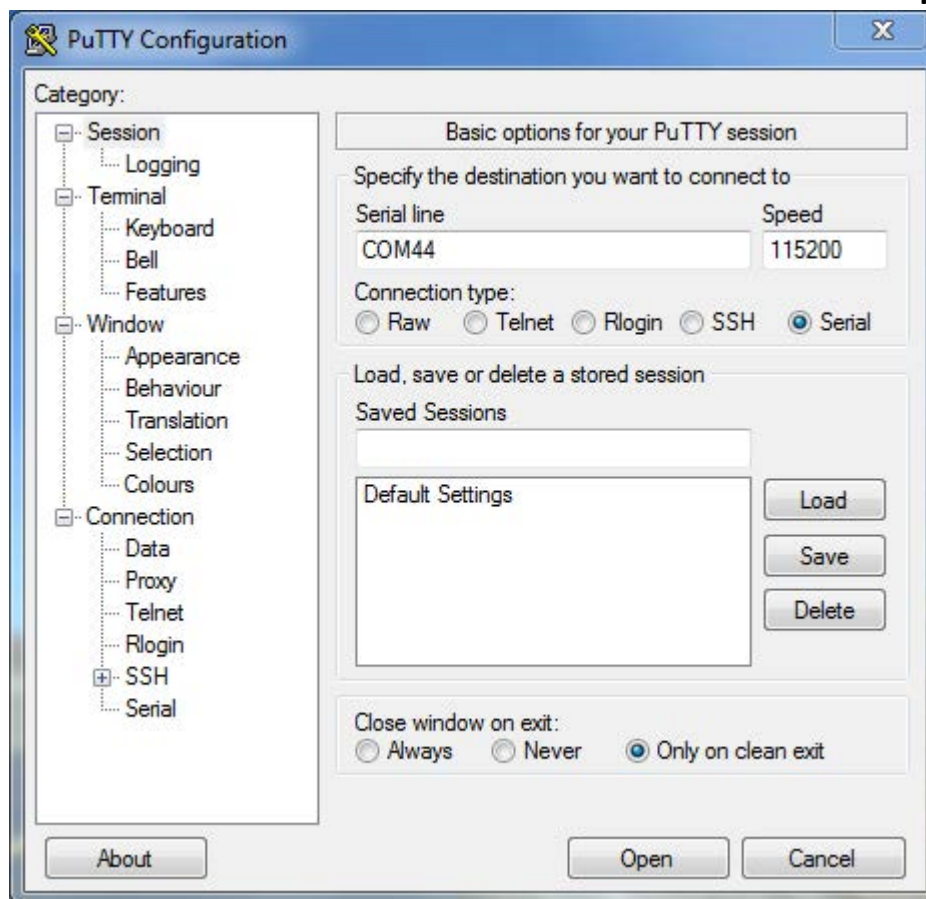 PuTTY Configuration
Category:
Session
Logging
Terminal
Keyboard
Bell
Features
Window
Appearance
Behaviour
Translation
Selection
Colours
Connection
Data
Proxy
Telnet
Rlogin
SSH
Serial
Basic options for your PuTTY session
Specify the destination you want to connect to
Serial line Speed
COM44 115200
Connection type:
Raw Telnet Rlogin SSH Serial
Load, save or delete a stored session
Saved Sessions
Default Settings
Load
Save
Delete
Close window on exit:
Always Never Only on clean exit
About Open Cancel